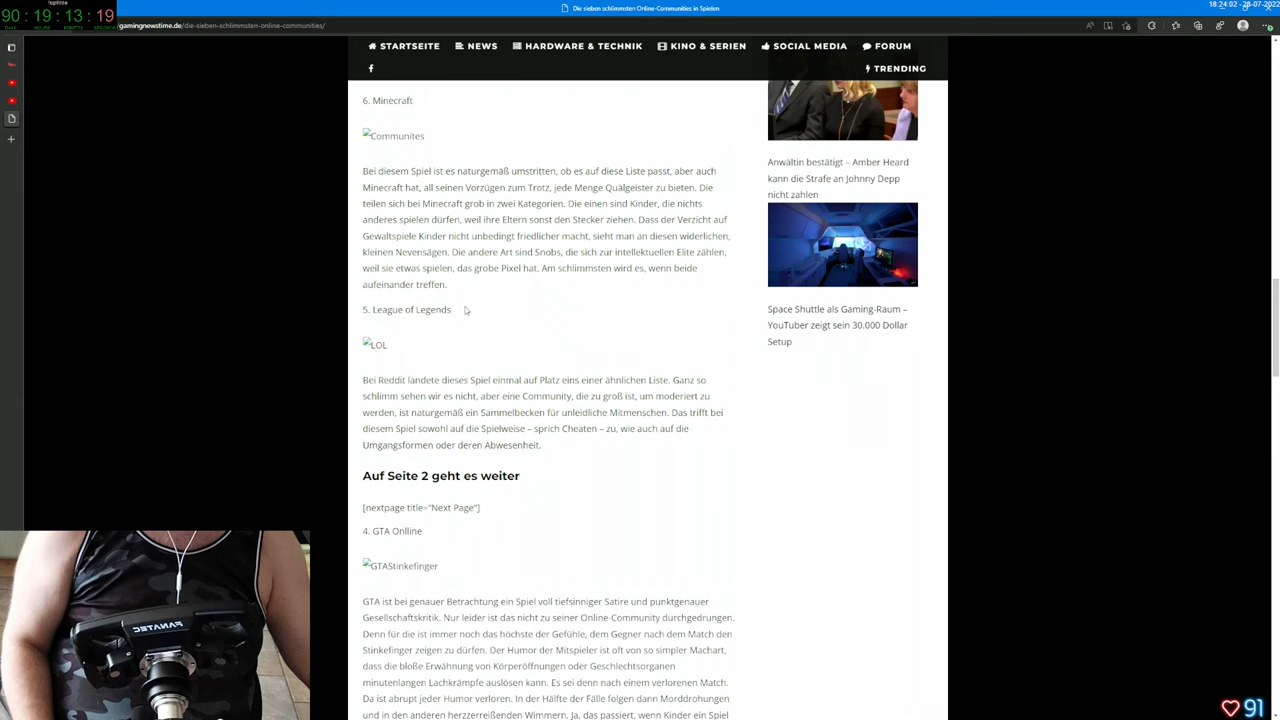 90:19:13:19
gamingnewstime.de/die-sieben-schlimmsten-online-communities/
Die sieben schlimmsten Online-Communities in Spielen
18:24:02 - 28-07-2022
STARTSEITE
NEWS
HARDWARE & TECHNIK
KINO & SERIEN
SOCIAL MEDIA
FORUM
TRENDING
6. Minecraft
Communites
Bei diesem Spiel ist es naturgemäß umstritten, ob es auf diese Liste passt, aber auch
Minecraft hat, all seinen Vorzügen zum Trotz, jede Menge Quälgeister zu bieten. Die
teilen sich bei Minecraft grob in zwei Kategorien. Die einen sind Kinder, die nichts
anderes spielen dürfen, weil ihre Eltern sonst den Stecker ziehen. Dass der Verzicht auf
Gewaltspiele Kinder nicht unbedingt friedlicher macht, sieht man an diesen widerlichen,
kleinen Nevensägen. Die andere Art sind Snobs, die sich zur intellektuellen Elite zählen,
weil sie etwas spielen, das grobe Pixel hat. Am schlimmsten wird es, wenn beide
aufeinander treffen.
5. League of Legends
LOL
Bei Reddit landete dieses Spiel einmal auf Platz eins einer ähnlichen Liste. Ganz so
schlimm sehen wir es nicht, aber eine Community, die zu groß ist, um moderiert zu
werden, ist naturgemäß ein Sammelbecken für unleidliche Mitmenschen. Das trifft bei
diesem Spiel sowohl auf die Spielweise – sprich Cheaten – zu, wie auch auf die
Umgangsformen oder deren Abwesenheit.
Auf Seite 2 geht es weiter
[nextpage title="Next Page"]
4. GTA Onlline
GTAStinkefinger
GTA ist bei genauer Betrachtung ein Spiel voll tiefsinniger Satire und punktgenauer
Gesellschaftskritik. Nur leider ist das nicht zu seiner Online-Community durchgedrungen.
Denn für die ist immer noch das höchste der Gefühle, dem Gegner nach dem Match den
Stinkefinger zeigen zu dürfen. Der Humor der Mitspieler ist oft von so simpler Machart,
dass die bloße Erwähnung von Körperöffnungen oder Geschlechtsorganen
minutenlangen Lachkrämpfe auslösen kann. Es sei denn nach einem verlorenen Match.
Da ist abrupt jeder Humor verloren. In der Hälfte der Fälle folgen dann Morddrohungen
und in den anderen herzzerreißenden Wimmern. Ja, das passiert, wenn Kinder ein Spiel
Anwältin bestätigt – Amber Heard
kann die Strafe an Johnny Depp
nicht zahlen
Space Shuttle als Gaming-Raum –
YouTuber zeigt sein 30.000 Dollar
Setup
FANATEC
91